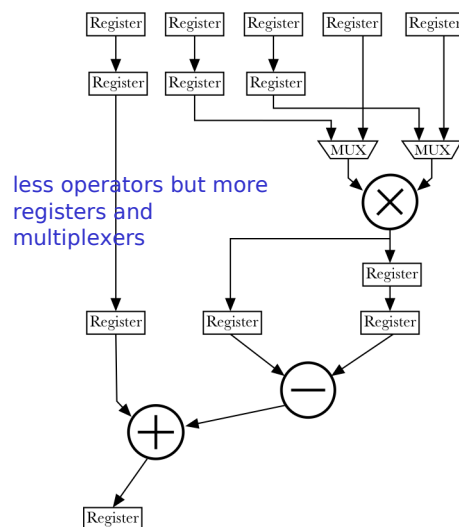 Register Register Register Register Register
Register Register Register
MUX MUX
less operators but more
registers and
multiplexers
Register
Register Register Register
Register